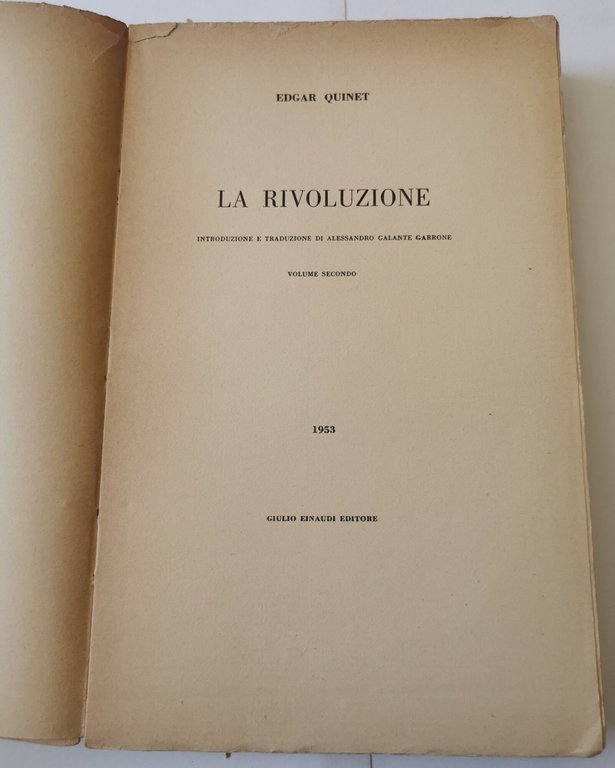 EDGAR QUINET
LA RIVOLUZIONE
INTRODUZIONE E TRADUZIONE DI ALESSANDRO GALANTE GARRONE
VOLUME SECONDO
1953
GIULIO EINAUDI EDITORE